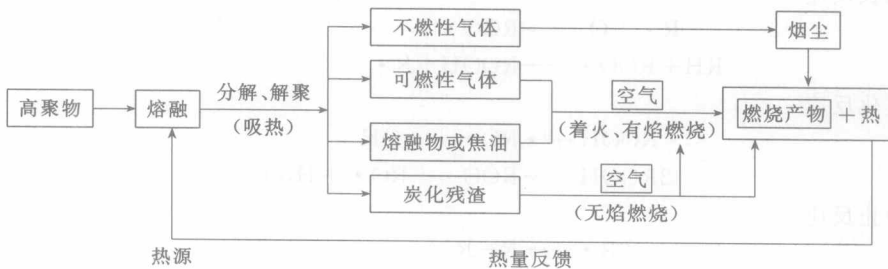 不燃性气体
烟尘
可燃性气体
空气
高聚物
熔融
分解、解聚
(吸热)
(着火、有焰燃烧)
燃烧产物
+热
熔融物或焦油
空气
炭化残渣
(无焰燃烧)
热源
热量反馈